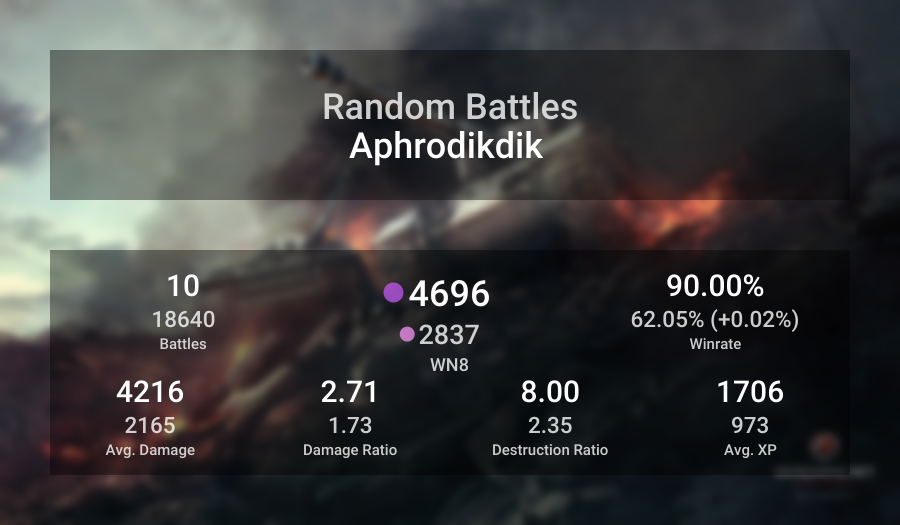 Random Battles
Aphrodikdik
10
18640
Battles
4696
2837
WN8
90.00%
62.05% (+0.02%)
Winrate
4216
2165
Avg. Damage
2.71
1.73
Damage Ratio
8.00
2.35
Destruction Ratio
1706
973
Avg. XP